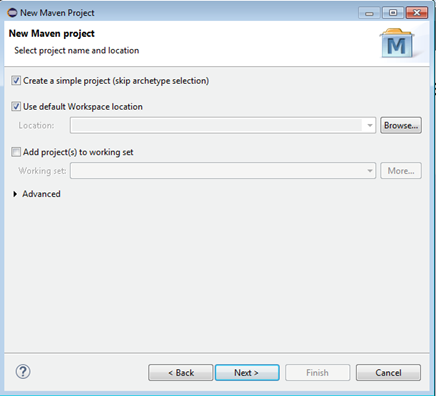 New Maven Project
New Maven project
Select project name and location
M
Create a simple project (skip archetype selection)
Use default Workspace location
Location:
Browse...
Add project(s) to working set
Working set:
More...
Advanced
?
< Back
Next >
Finish
Cancel